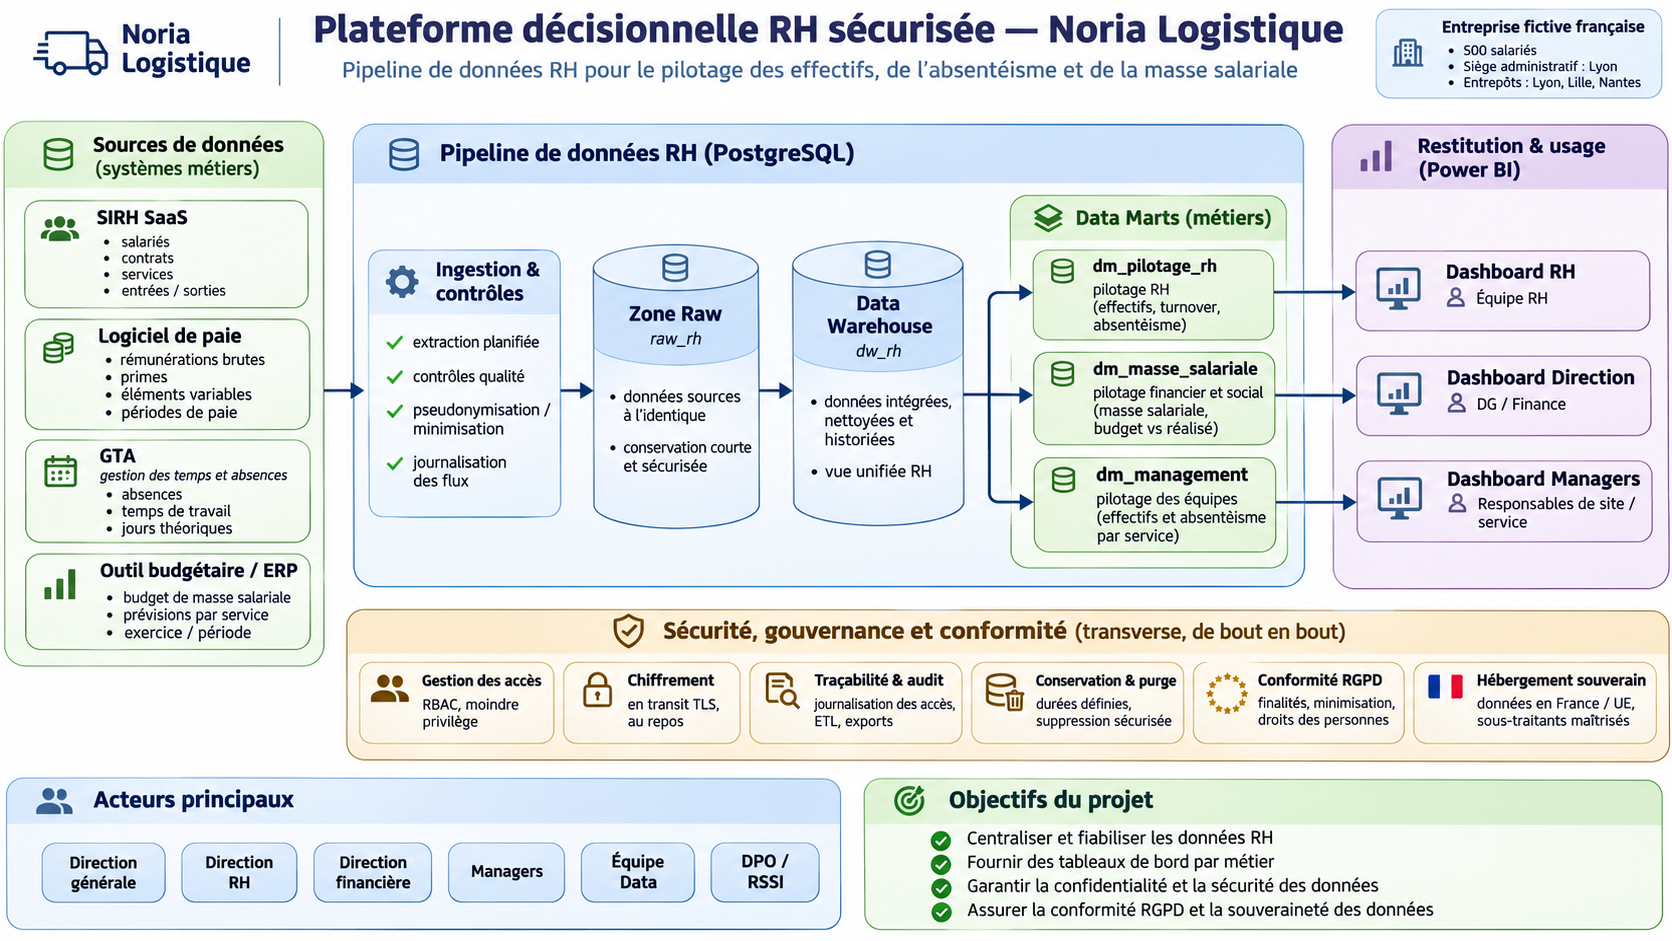 Noria
Logistique
Plateforme décisionnelle RH sécurisée — Noria Logistique
Pipeline de données RH pour le pilotage des effectifs, de l'absentéisme et de la masse salariale
Entreprise fictive française
• 500 salariés
• Siège administratif : Lyon
• Entrepôts : Lyon, Lille, Nantes
Sources de données
(systèmes métiers)
SIRH SaaS
• salariés
• contrats
• services
• entrées / sorties
Logiciel de paie
• rémunérations brutes
• primes
• éléments variables
• périodes de paie
GTA
gestion des temps et absences
• absences
• temps de travail
• jours théoriques
Outil budgétaire / ERP
• budget de masse salariale
• prévisions par service
• exercice / période
Pipeline de données RH (PostgreSQL)
Ingestion &
contrôles
extraction planifiée
contrôles qualité
pseudonymisation /
minimisation
journalisation
des flux
Zone Raw
raw_rh
• données sources
à l'identique
• conservation courte
et sécurisée
Data
Warehouse
dw_rh
• données intégrées,
nettoyées et
historiées
• vue unifiée RH
Data Marts (métiers)
dm_pilotage_rh
pilotage RH
(effectifs, turnover,
absentèisme)
dm_masse_salariale
pilotage financier et social
(masse salariale,
budget vs réalisé)
dm_management
pilotage des équipes
(effectifs et absentèisme
par service)
Restitution & usage
(Power BI)
Dashboard RH
Équipe RH
Dashboard Direction
DG / Finance
Dashboard Managers
Responsables de site /
service
Sécurité, gouvernance et conformité (transverse, de bout en bout)
Gestion des accès
RBAC, moindre
privilège
Chiffrement
en transit TLS,
au repos
Traçabilité & audit
journalisation des accès,
ETL, exports
Conservation & purge
durées définies,
suppression sécurisée
Conformité RGPD
finalités, minimisation,
droits des personnes
Hébergement souverain
données en France / UE,
sous-traitants maîtrisés
Acteurs principaux
Direction
générale
Direction
RH
Direction
financière
Managers
Équipe
Data
DPO /
RSSI
Objectifs du projet
Centraliser et fiabiliser les données RH
Fournir des tableaux de bord par métier
Garantir la confidentialité et la sécurité des données
Assurer la conformité RGPD et la souveraineté des données